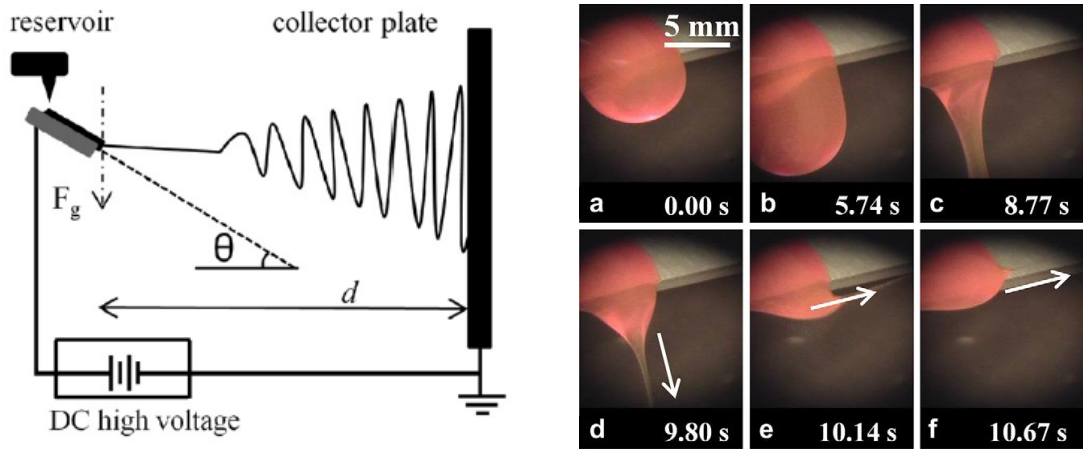 reservoir
collector plate
F_g
θ
d
DC high voltage
5 mm
a 0.00 s
b 5.74 s
c 8.77 s
d 9.80 s
e 10.14 s
f 10.67 s